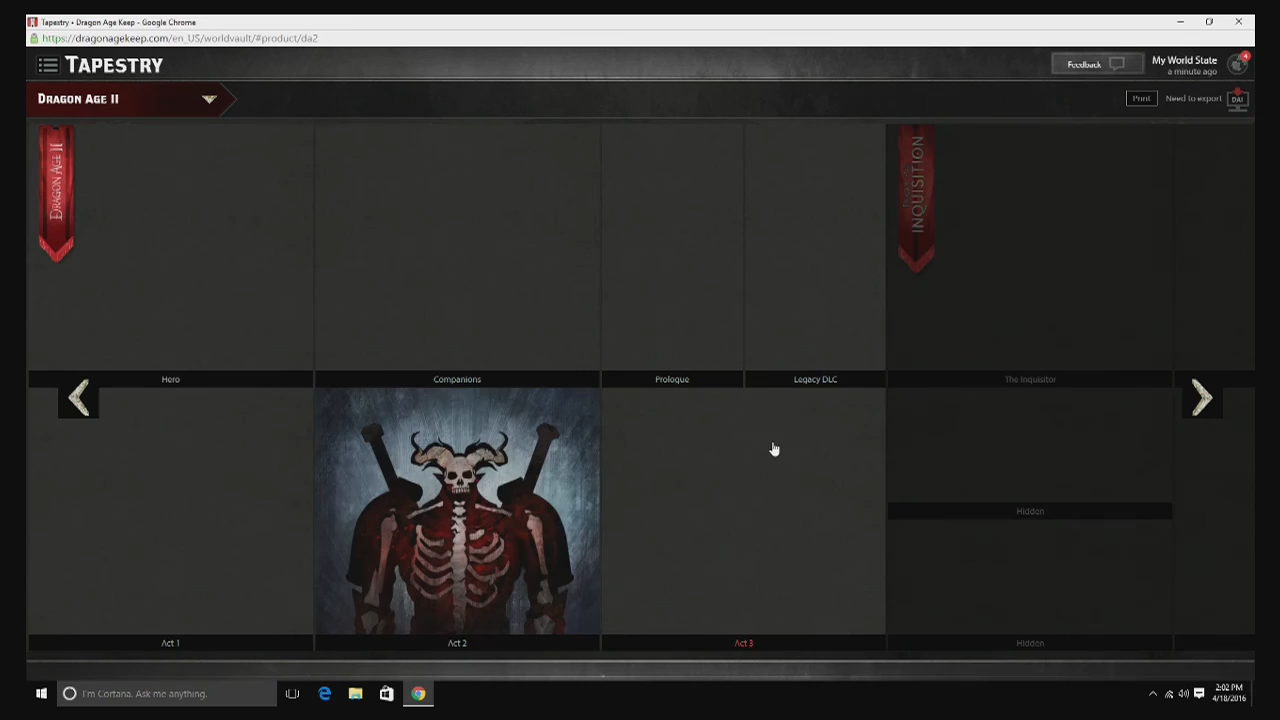 Tapestry • Dragon Age Keep - Google Chrome
https://dragonagekeep.com/en_US/worldvault/#product/da2
TAPESTRY
Feedback
My World State
a minute ago
4
DRAGON AGE II
Print
Need to export
DAI
DRAGON AGE II
INQUISITION
Hero
Companions
Prologue
Legacy DLC
The Inquisitor
Hidden
Act 1
Act 2
Act 3
Hidden
I'm Cortana. Ask me anything.
2:02 PM
4/18/2016